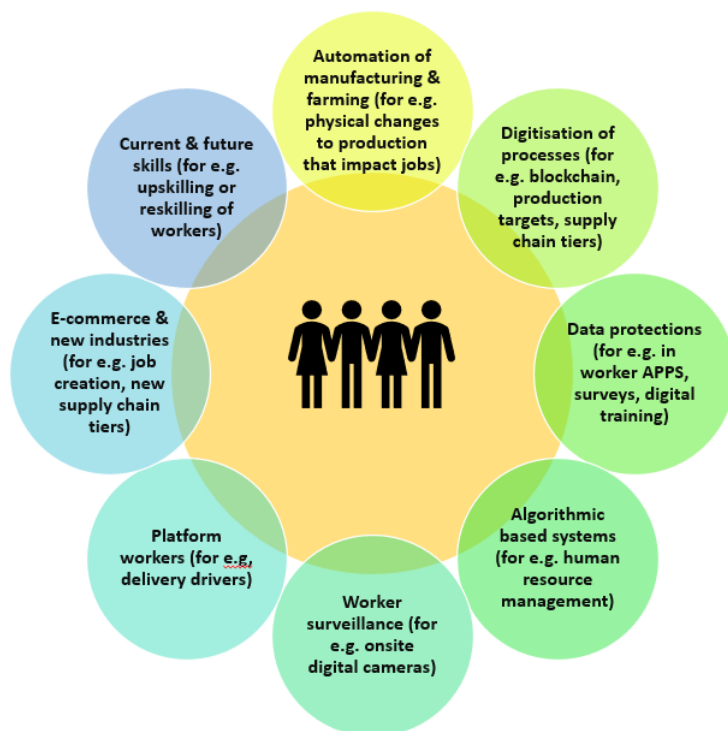 Automation of
manufacturing &
farming (for e.g.
physical changes
to production
that impact jobs)
Digitisation of
processes (for
e.g. blockchain,
production
targets, supply
chain tiers)
Data protections
(for e.g. in
worker APPS,
surveys, digital
training)
Algorithmic
based systems
(for e.g. human
resource
management)
Worker
surveillance (for
e.g. onsite
digital cameras)
Platform
workers (for e.g,
delivery drivers)
E-commerce &
new industries
(for e.g. job
creation, new
supply chain
tiers)
Current & future
skills (for e.g.
upskilling or
reskilling of
workers)